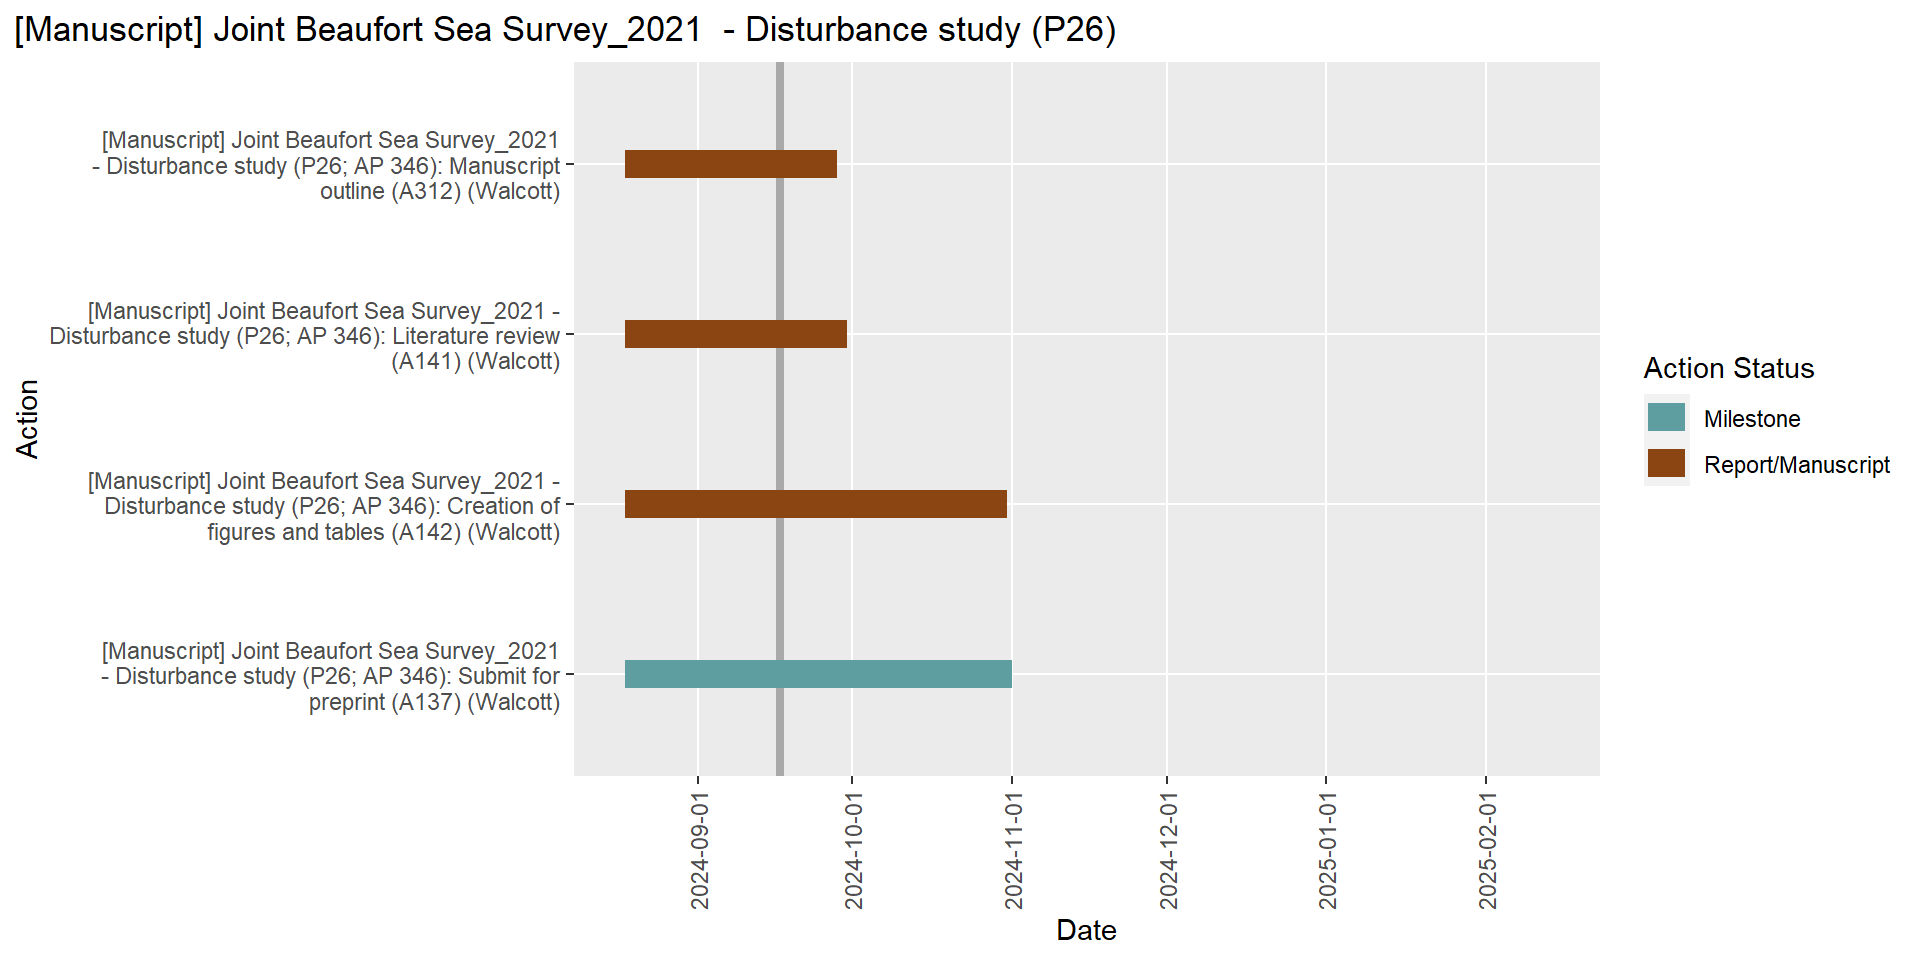 [Manuscript] Joint Beaufort Sea Survey_2021  - Disturbance study (P26)
[Manuscript] Joint Beaufort Sea Survey_2021
- Disturbance study (P26; AP 346): Manuscript
outline (A312) (Walcott)
[Manuscript] Joint Beaufort Sea Survey_2021 -
Disturbance study (P26; AP 346): Literature review
(A141) (Walcott)
[Manuscript] Joint Beaufort Sea Survey_2021 -
Disturbance study (P26; AP 346): Creation of
figures and tables (A142) (Walcott)
[Manuscript] Joint Beaufort Sea Survey_2021
- Disturbance study (P26; AP 346): Submit for
preprint (A137) (Walcott)
Action
2024-09-01
2024-10-01
2024-11-01
2024-12-01
2025-01-01
2025-02-01
Date
Action Status
Milestone
Report/Manuscript